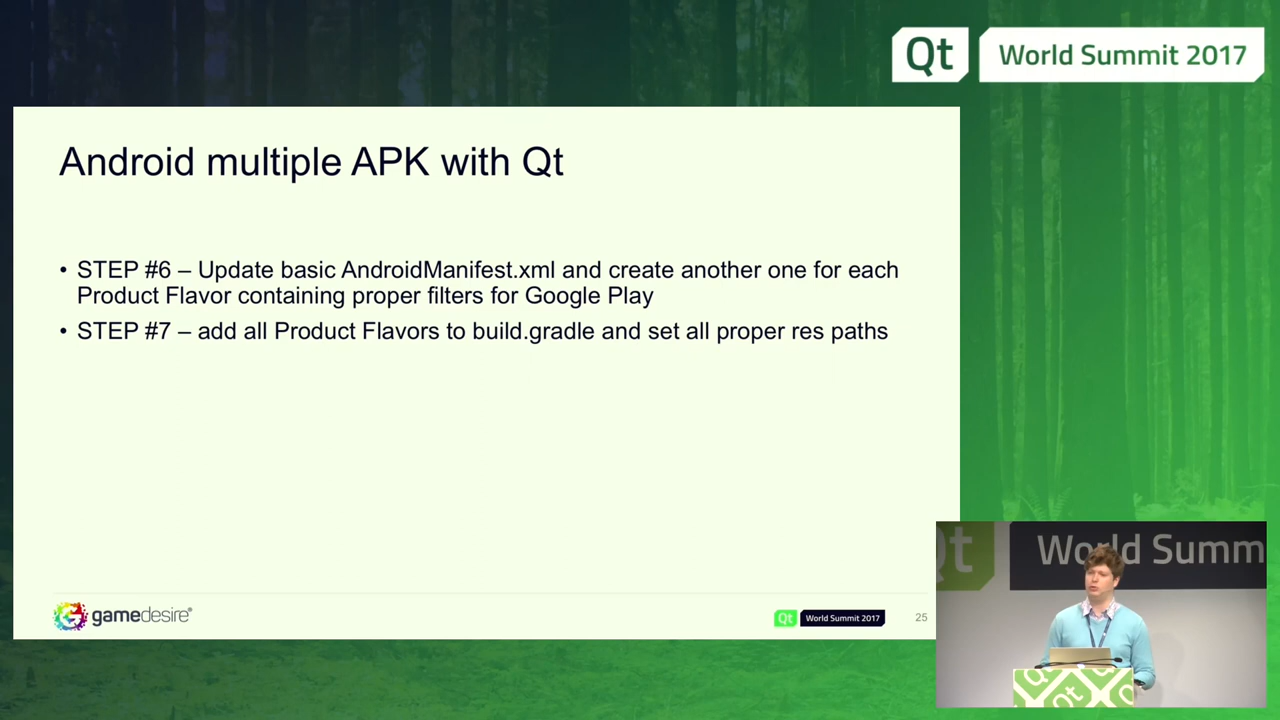 Qt World Summit 2017
Android multiple APK with Qt
• STEP #6 – Update basic AndroidManifest.xml and create another one for each
Product Flavor containing proper filters for Google Play
• STEP #7 – add all Product Flavors to build.gradle and set all proper res paths
gamedesire®
Qt World Summit 2017
25
Qt World Summ
Qt